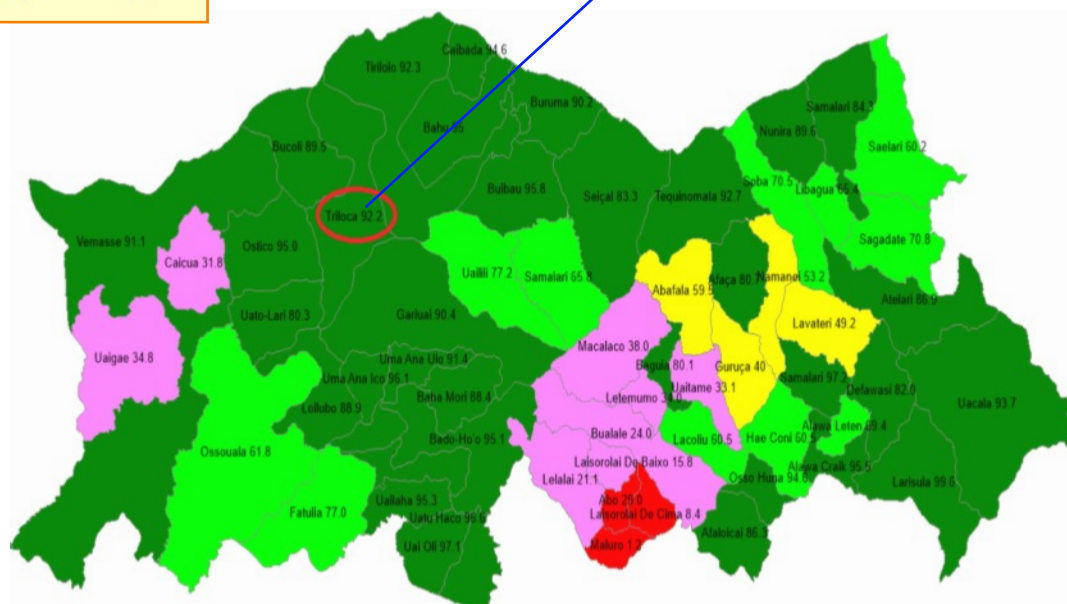 Caibada 94.6
Tirilolo 92.3
Buruma 90.2
Samalari 84.3
Bahu 95
Nunira 89.6
Bucoli 89.5
Saelari 60.2
Soba 70.5
Libagua 65.4
Buibau 95.8
Seiçal 83.3
Tequinomata 92.7
Triloca 92.2
Vemasse 91.1
Ostico 95.0
Sagadate 70.8
Caicua 31.8
Uailili 77.2
Samalari 65.8
Afaça 80.7
Namanei 53.2
Abafala 59.5
Atelari 86.9
Uato-Lari 80.3
Gariuai 90.4
Lavateri 49.2
Macalaco 38.0
Uaigae 34.8
Uma Ana Ulo 91.4
Baguia 80.1
Guruça 40
Uma Ana Ico 96.1
Samalari 97.2
Uaitame 33.1
Defawasi 82.0
Baha Mori 88.4
Letemumo 34.0
Uacala 93.7
Loilubo 88.9
Alawa Leten 69.4
Bualale 24.0
Bado-Ho'o 95.1
Lacoliu 60.5
Hae Coni 60.5
Ossouala 61.8
Laisorolai De Baixo 15.8
Alawa Craik 95.5
Lelalai 21.1
Osso Huna 94.6
Larisula 99.6
Uailaha 95.3
Abo 29.0
Fatulia 77.0
Laisorolai De Cima 8.4
Uatu Haco 96.6
Afaloicai 86.3
Uai Oli 97.1
Maluro 1.2